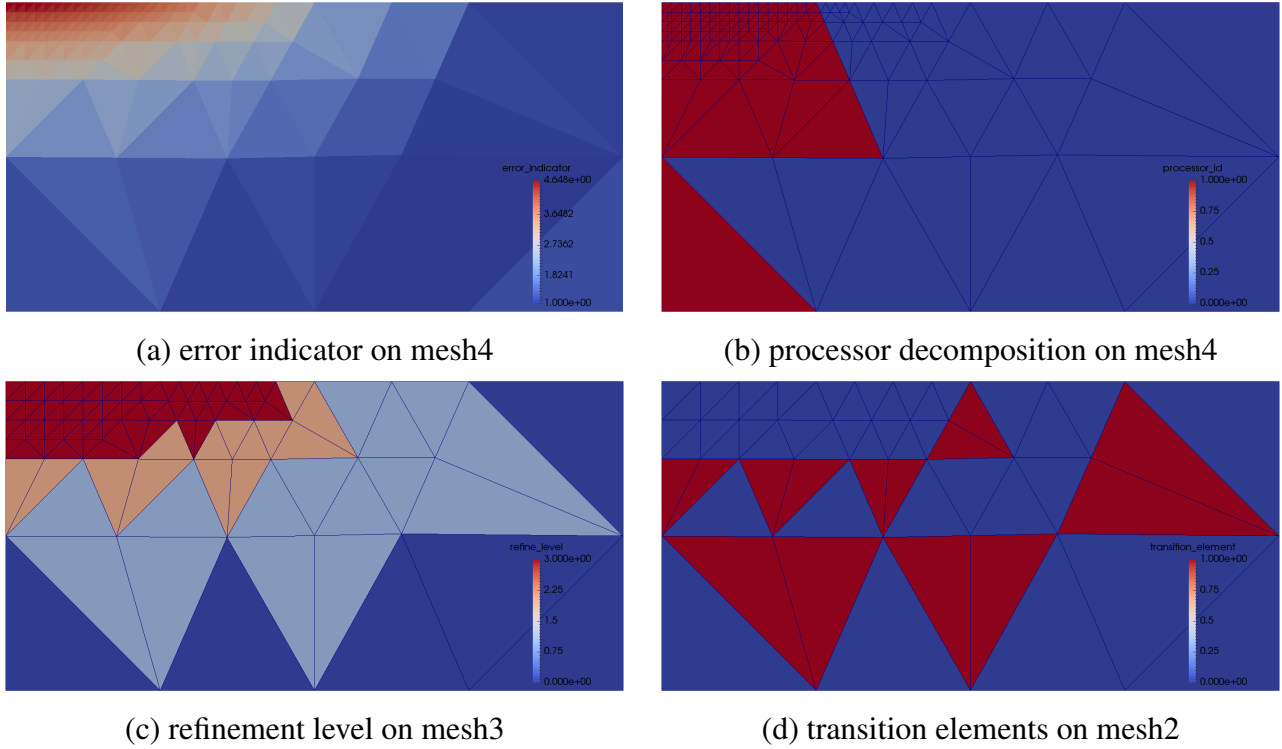 error_indicator
4.648e+00
3.6482
2.7362
1.8241
1.000e+00
processor_id
1.000e+00
0.75
0.5
0.25
0.000e+00
(a) error indicator on mesh4
(b) processor decomposition on mesh4
refine_level
3.000e+00
2.25
1.5
0.75
0.000e+00
transition_element
1.000e+00
0.75
0.5
0.25
0.000e+00
(c) refinement level on mesh3
(d) transition elements on mesh2